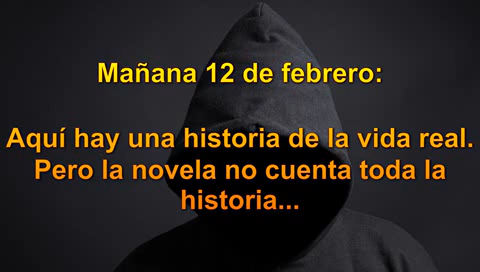 Mañana 12 de febrero:
Aquí hay una historia de la vida real.
Pero la novela no cuenta toda la
historia...